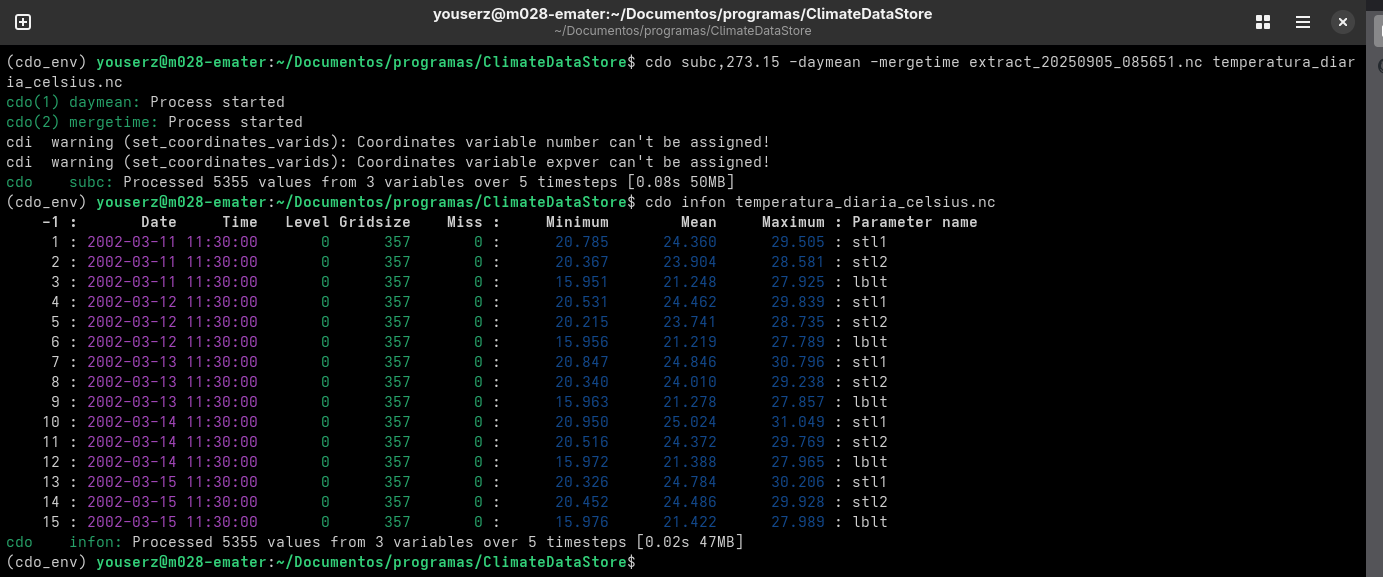 youserz@m028-emater:~/Documentos/programas/ClimateDataStore
~/Documentos/programas/ClimateDataStore
(cdo_env) youserz@m028-emater:~/Documentos/programas/ClimateDataStore$ cdo subc,273.15 -daymean -mergetime extract_20250905_085651.nc temperatura_diar
ia_celsius.nc
cdo(1) daymean: Process started
cdo(2) mergetime: Process started
cdi  warning (set_coordinates_varids): Coordinates variable number can't be assigned!
cdi  warning (set_coordinates_varids): Coordinates variable expver can't be assigned!
cdo    subc: Processed 5355 values from 3 variables over 5 timesteps [0.08s 50MB]
(cdo_env) youserz@m028-emater:~/Documentos/programas/ClimateDataStore$ cdo infon temperatura_diaria_celsius.nc
    -1 :       Date     Time   Level Gridsize    Miss :     Minimum        Mean     Maximum : Parameter name
     1 : 2002-03-11 11:30:00       0      357       0 :      20.785      24.360      29.505 : stl1
     2 : 2002-03-11 11:30:00       0      357       0 :      20.367      23.904      28.581 : stl2
     3 : 2002-03-11 11:30:00       0      357       0 :      15.951      21.248      27.925 : lblt
     4 : 2002-03-12 11:30:00       0      357       0 :      20.531      24.462      29.839 : stl1
     5 : 2002-03-12 11:30:00       0      357       0 :      20.215      23.741      28.735 : stl2
     6 : 2002-03-12 11:30:00       0      357       0 :      15.956      21.219      27.789 : lblt
     7 : 2002-03-13 11:30:00       0      357       0 :      20.847      24.846      30.796 : stl1
     8 : 2002-03-13 11:30:00       0      357       0 :      20.340      24.010      29.238 : stl2
     9 : 2002-03-13 11:30:00       0      357       0 :      15.963      21.278      27.857 : lblt
    10 : 2002-03-14 11:30:00       0      357       0 :      20.950      25.024      31.049 : stl1
    11 : 2002-03-14 11:30:00       0      357       0 :      20.516      24.372      29.769 : stl2
    12 : 2002-03-14 11:30:00       0      357       0 :      15.972      21.388      27.965 : lblt
    13 : 2002-03-15 11:30:00       0      357       0 :      20.326      24.784      30.206 : stl1
    14 : 2002-03-15 11:30:00       0      357       0 :      20.452      24.486      29.928 : stl2
    15 : 2002-03-15 11:30:00       0      357       0 :      15.976      21.422      27.989 : lblt
cdo    infon: Processed 5355 values from 3 variables over 5 timesteps [0.02s 47MB]
(cdo_env) youserz@m028-emater:~/Documentos/programas/ClimateDataStore$